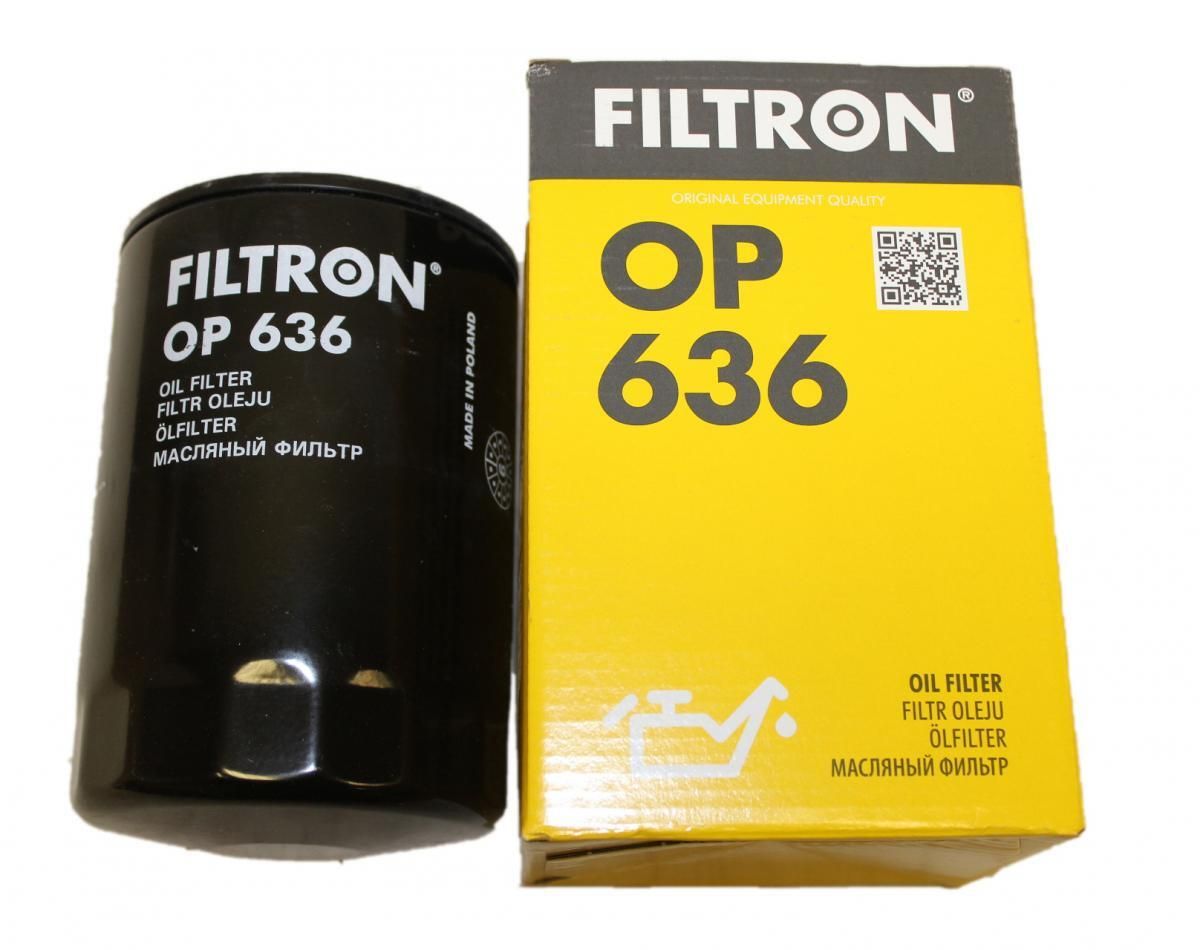 FILTRON®
OP 636
OIL FILTER
FILTR OLEJU
ÖLFILTER
МАСЛЯНЫЙ ФИЛЬТР
MADE IN POLAND
FILTRON®
ORIGINAL EQUIPMENT QUALITY
OP
636
OIL FILTER
FILTR OLEJU
ÖLFILTER
МАСЛЯНЫЙ ФИЛЬТР